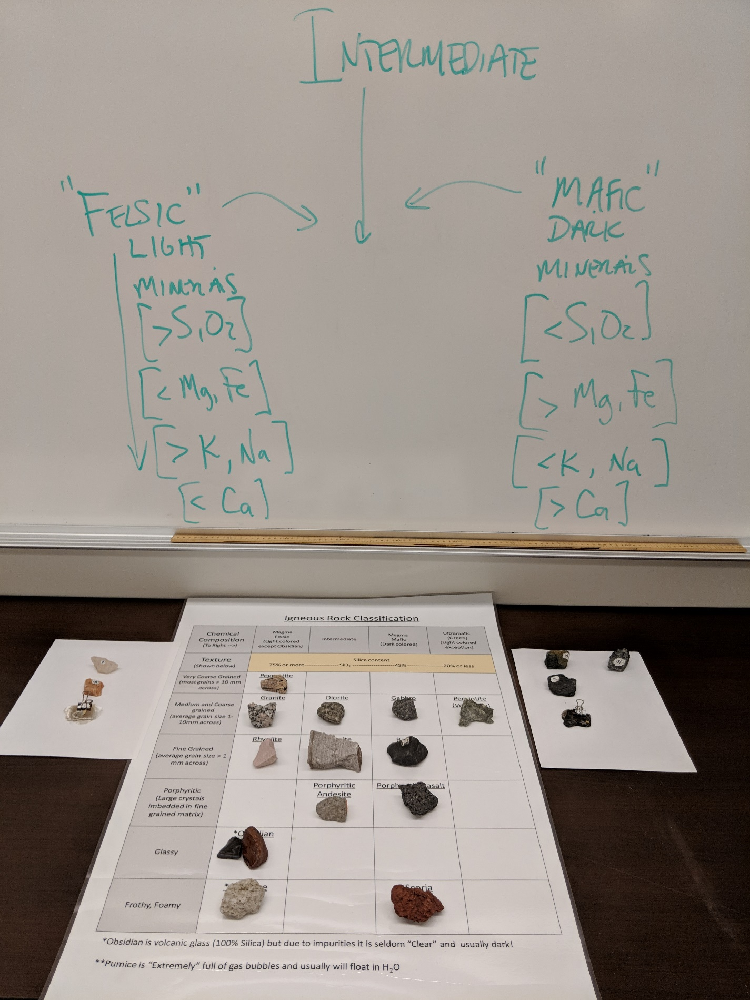 INTERMEDIATE
"FELSIC"
LIGHT
MINERALS
[>SiO2]
[< Mg, Fe]
[> K, Na]
[< Ca]
"MAFIC"
DARK
MINERALS
[<SiO2]
[> Mg, Fe]
[<K, Na]
[> Ca]
Igneous Rock Classification
Chemical
Composition
(To Right -->)
Magma
Felsic
(Light colored
except Obsidian)
Intermediate
Magma
Mafic
(Dark colored)
Ultramafic
(Green)
(Light colored
exception)
Texture
(Shown below)
Silica content
75% or more----- SiO₂ -----45%-----20% or less
Very Coarse Grained
(most grains > 10 mm
across)
Medium and Coarse
grained
(average grain size 1-
10mm across)
Granite
Diorite
Gabbro
Peridotite
Fine Grained
(average grain size > 1
mm across)
Rhyolite
Porphyritic
(Large crystals
imbedded in fine
grained matrix)
Porphyritic
Andesite
Glassy
Frothy, Foamy
Scoria
*Obsidian is volcanic glass (100% Silica) but due to impurities it is seldom “Clear” and usually dark!
**Pumice is “Extremely” full of gas bubbles and usually will float in H₂O